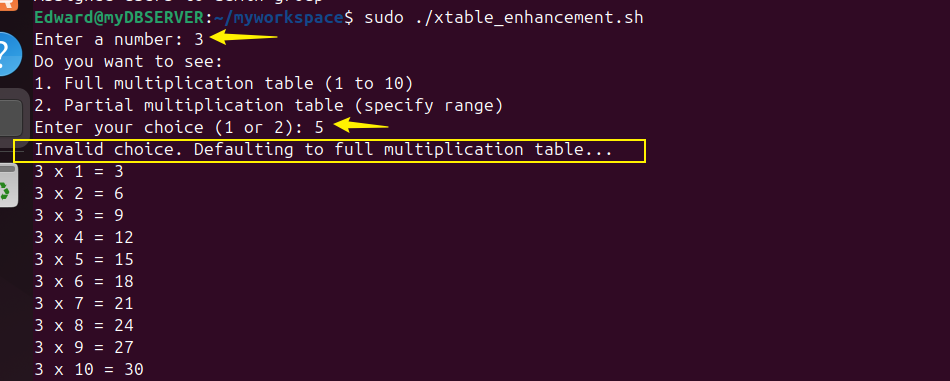 Edward@myDBSERVER:~/myworkspace$ sudo ./xtable_enhancement.sh
Enter a number: 3
Do you want to see:
1. Full multiplication table (1 to 10)
2. Partial multiplication table (specify range)
Enter your choice (1 or 2): 5
Invalid choice. Defaulting to full multiplication table...
3 x 1 = 3
3 x 2 = 6
3 x 3 = 9
3 x 4 = 12
3 x 5 = 15
3 x 6 = 18
3 x 7 = 21
3 x 8 = 24
3 x 9 = 27
3 x 10 = 30